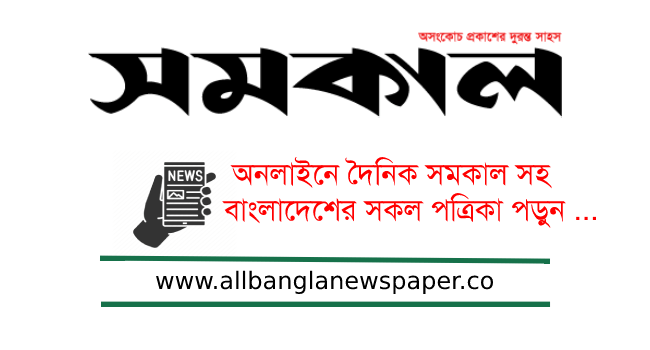 অসংকোচ প্রকাশের দুরন্ত সাহস
সমকাল
NEWS
অনলাইনে দৈনিক সমকাল সহ
বাংলাদেশের সকল পত্রিকা পড়ুন ...
www.allbanglanewspaper.co